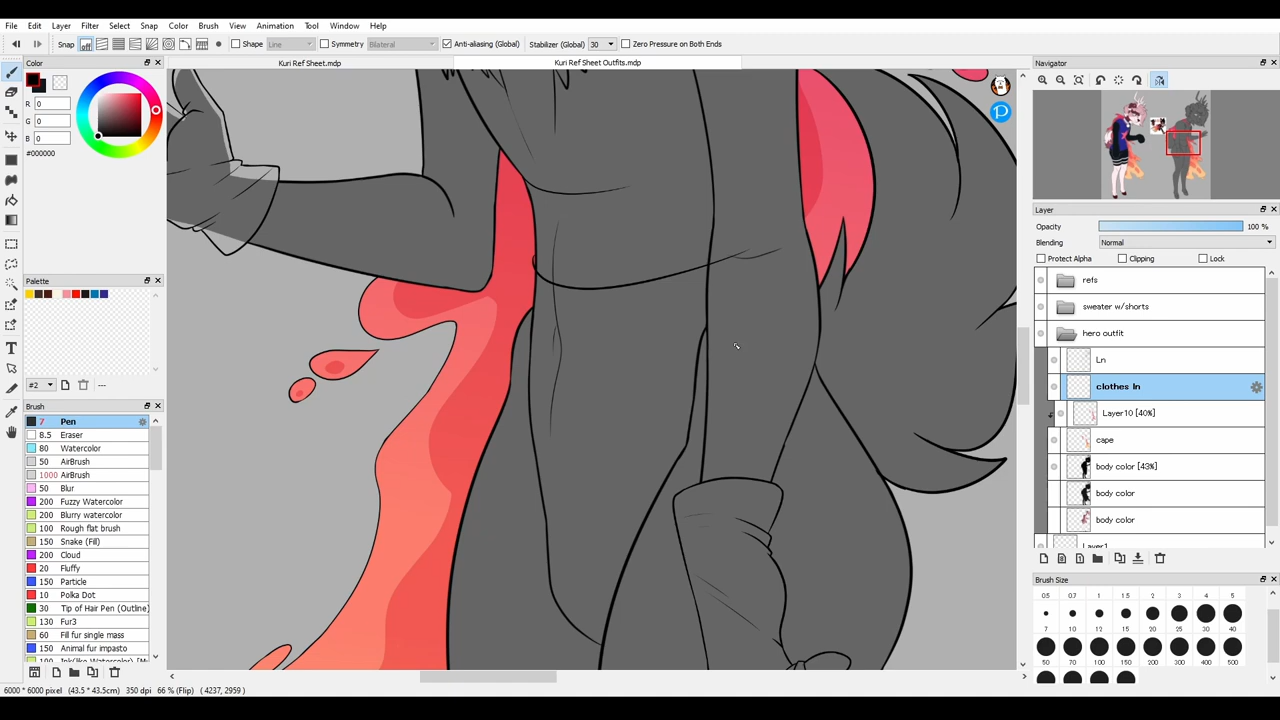 File Edit Layer Filter Select Snap Color Brush View Animation Tool Window Help
Snap off Shape Line Symmetry Bilateral Anti-aliasing (Global) Stabilizer (Global) 30 Zero Pressure on Both Ends
Color
R 0
G 0
B 0
#000000
Palette
#2 ---
Brush
7 Pen
8.5 Eraser
80 Watercolor
50 AirBrush
1000 AirBrush
50 Blur
200 Fuzzy Watercolor
200 Blurry watercolor
100 Rough flat brush
150 Snake (Fill)
200 Cloud
20 Fluffy
150 Particle
10 Polka Dot
30 Tip of Hair Pen (Outline)
130 Fur3
60 Fill fur single mass
150 Animal fur impasto
Kuri Ref Sheet.mdp
Kuri Ref Sheet Outfits.mdp
Navigator
Layer
Opacity 100 %
Blending Normal
Protect Alpha Clipping Lock
refs
sweater w/shorts
hero outfit
Ln
clothes ln
Layer10 [40%]
cape
body color [43%]
body color
body color
Layer1
Brush Size
0.5 0.7 1 1.5 2 3 4 5
7 10 12 15 20 25 30 40
50 70 100 150 200 300 400 500
6000 * 6000 pixel (43.5 * 43.5cm) 350 dpi 66 % (Flip) ( 4237, 2959 )